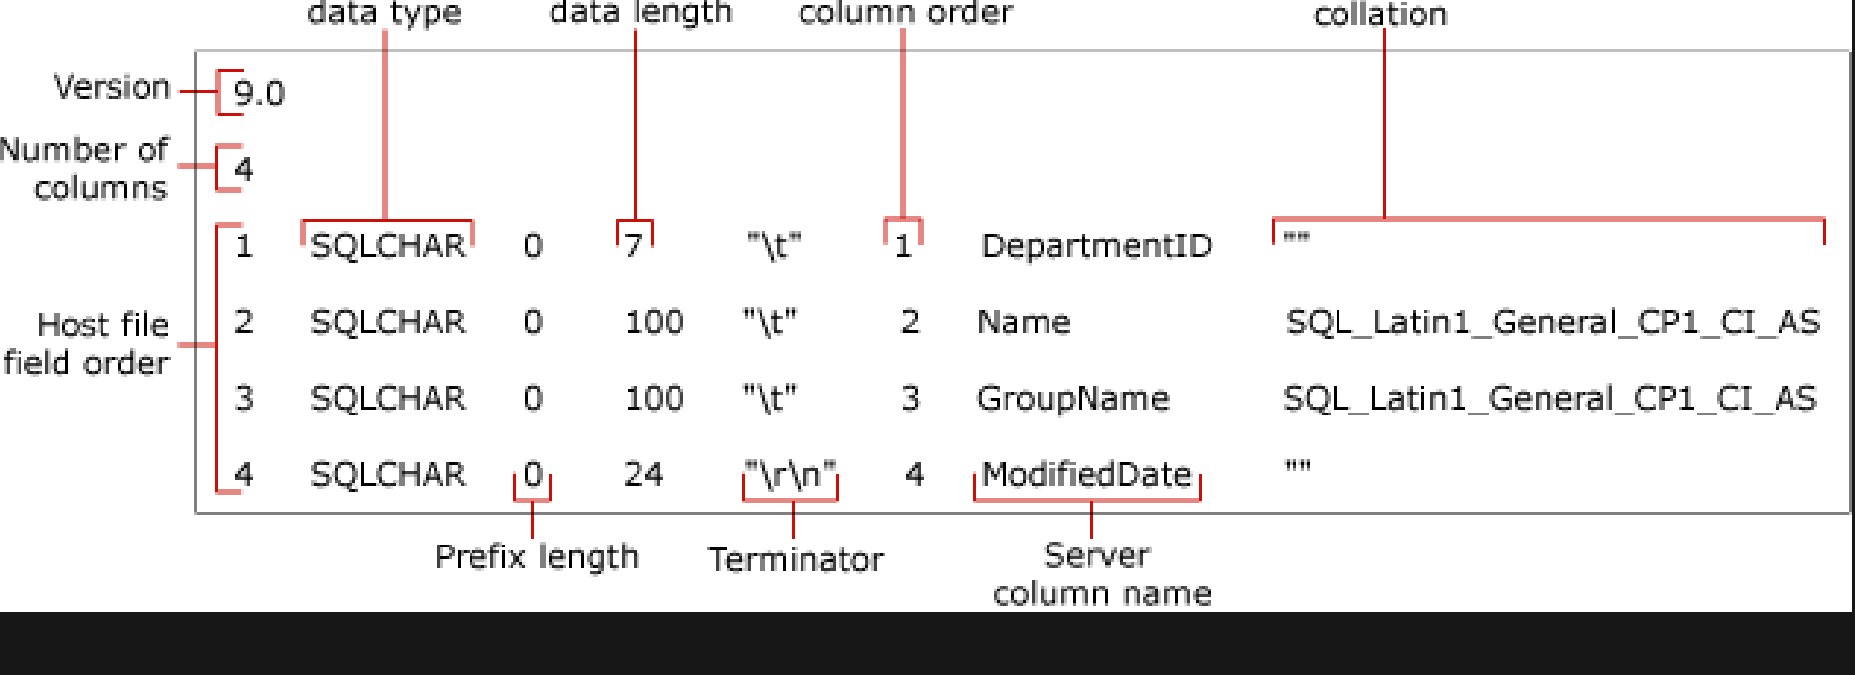 data type data length column order collation
Version 9.0
Number of
columns 4
1 SQLCHAR 0 7 "\t" 1 DepartmentID ""
2 SQLCHAR 0 100 "\t" 2 Name SQL_Latin1_General_CP1_CI_AS
Host file
field order
3 SQLCHAR 0 100 "\t" 3 GroupName SQL_Latin1_General_CP1_CI_AS
4 SQLCHAR 0 24 "\r\n" 4 ModifiedDate ""
Prefix length Terminator Server
column name